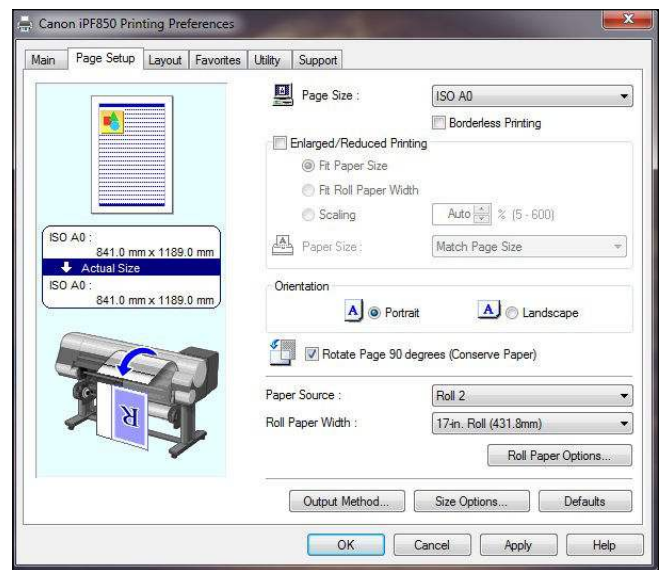 Canon iPF850 Printing Preferences
Main Page Setup Layout Favorites Utility Support
Page Size : ISO A0
Borderless Printing
Enlarged/Reduced Printing
Fit Paper Size
Fit Roll Paper Width
Scaling Auto % (5 - 600)
Paper Size : Match Page Size
ISO A0 :
841.0 mm x 1189.0 mm
Actual Size
ISO A0 :
841.0 mm x 1189.0 mm
Orientation
A Portrait A Landscape
Rotate Page 90 degrees (Conserve Paper)
R
Paper Source : Roll 2
Roll Paper Width : 17-in. Roll (431.8mm)
Roll Paper Options...
Output Method... Size Options... Defaults
OK Cancel Apply Help